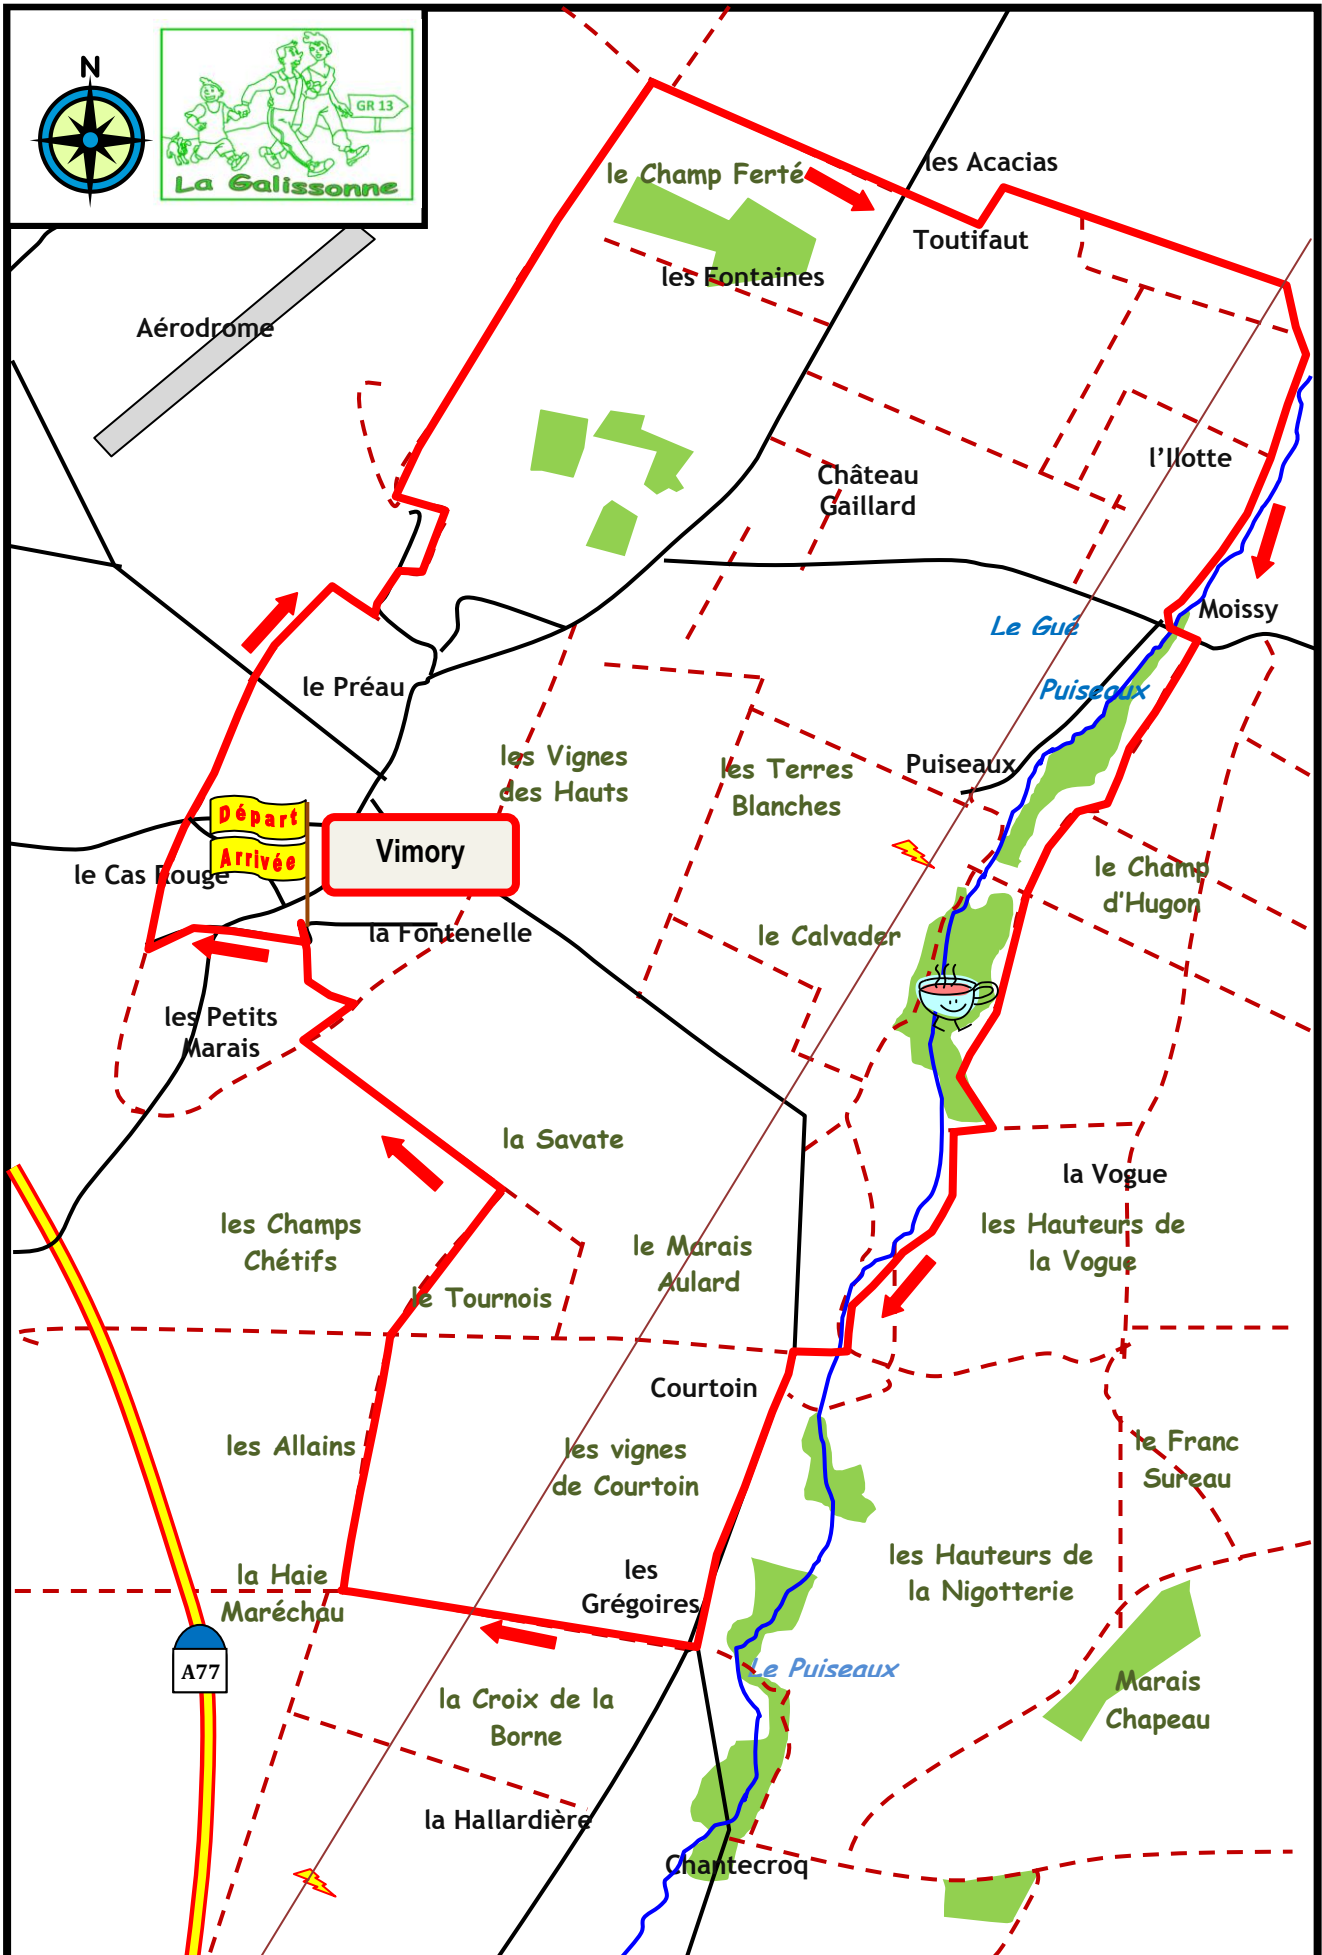 N
GR 13
La Galissonne
les Acacias
le Champ Ferté
Toutifaut
les Fontaines
Aérodrome
l'Ilotte
Château
Gaillard
Moissy
Le Gué
Puiseaux
le Préau
les Vignes
des Hauts
les Terres
Blanches
Puiseaux
Départ
Arrivée
Vimory
le Cas Rouge
le Champ
d'Hugon
la Fontenelle
le Calvader
les Petits
Marais
la Savate
la Vogue
les Champs
Chétifs
les Hauteurs de
la Vogue
le Marais
Aulard
le Tournois
Courtoin
les Allains
les vignes
de Courtoin
le Franc
Sureau
les Hauteurs de
la Nigotterie
la Haie
Maréchau
les
Grégoires
A77
Le Puiseaux
Marais
Chapeau
la Croix de la
Borne
la Hallardière
Chantecroq